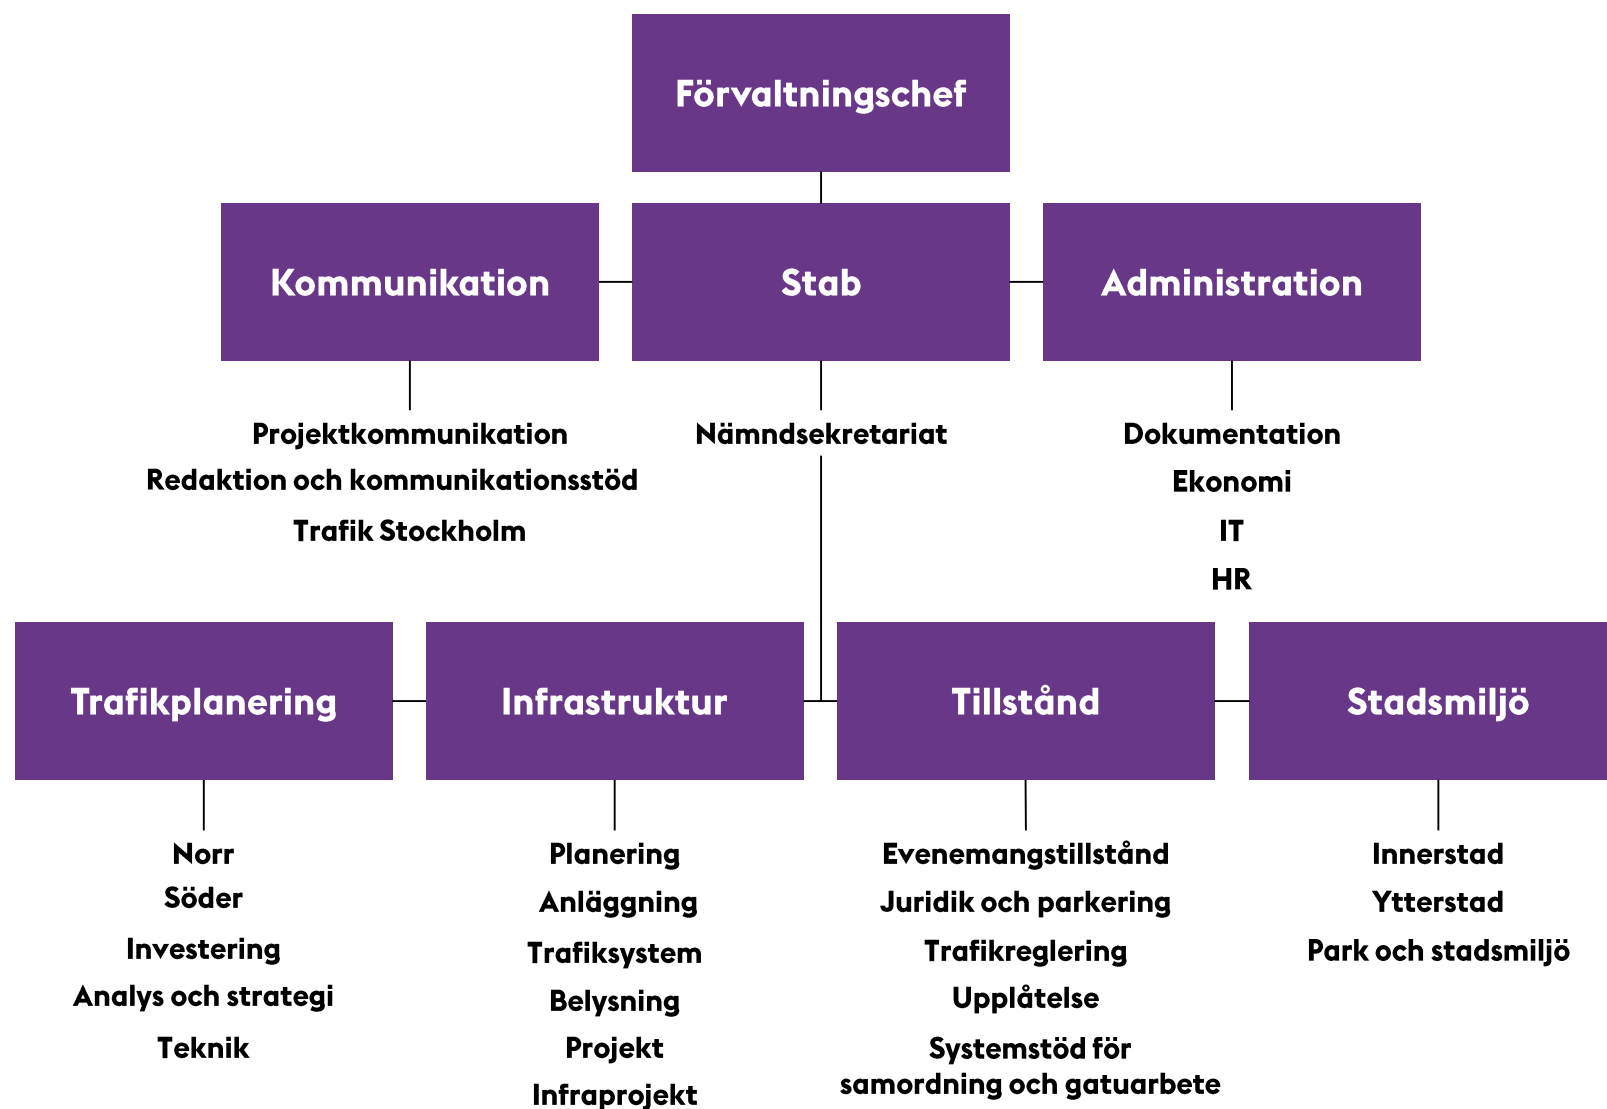 Förvaltningschef
Kommunikation
Stab
Administration
Projektkommunikation
Redaktion och kommunikationsstöd
Trafik Stockholm
Nämndsekretariat
Dokumentation
Ekonomi
IT
HR
Trafikplanering
Infrastruktur
Tillstånd
Stadsmiljö
Norr
Söder
Investering
Analys och strategi
Teknik
Planering
Anläggning
Trafiksystem
Belysning
Projekt
Infraprojekt
Evenemangstillstånd
Juridik och parkering
Trafikreglering
Upplåtelse
Systemstöd för
samordning och gatuarbete
Innerstad
Ytterstad
Park och stadsmiljö